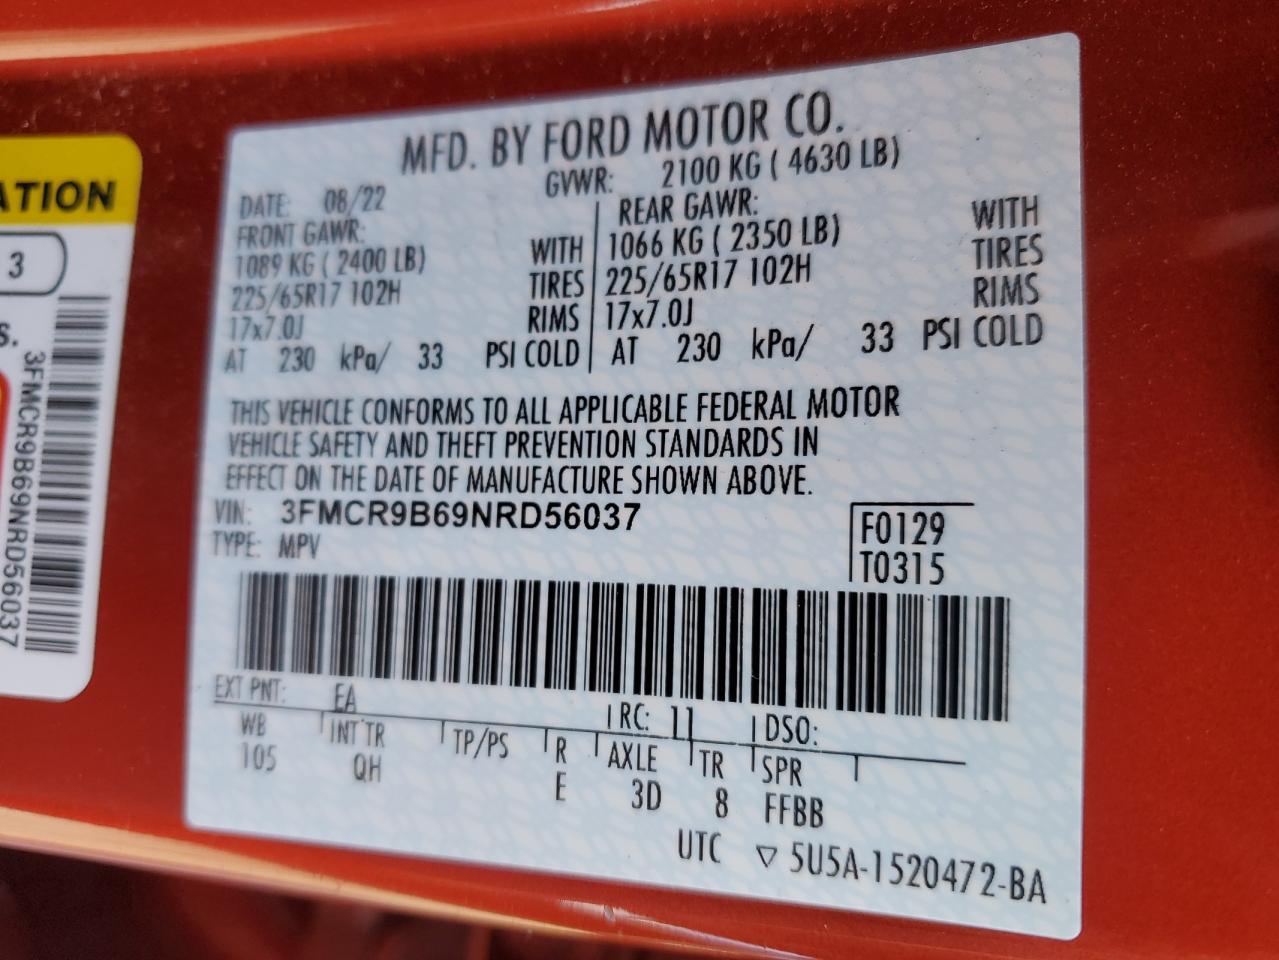 MFD. BY FORD MOTOR CO.
DATE: 08/22
GVWR: 2100 KG ( 4630 LB)
FRONT GAWR:
1089 KG ( 2400 LB) WITH
225/65R17 102H TIRES
17x7.0J RIMS
AT 230 kPa/ 33 PSI COLD
REAR GAWR:
1066 KG ( 2350 LB) WITH
225/65R17 102H TIRES
17x7.0J RIMS
AT 230 kPa/ 33 PSI COLD
THIS VEHICLE CONFORMS TO ALL APPLICABLE FEDERAL MOTOR
VEHICLE SAFETY AND THEFT PREVENTION STANDARDS IN
EFFECT ON THE DATE OF MANUFACTURE SHOWN ABOVE.
VIN: 3FMCR9B69NRD56037
TYPE: MPV
F0129
T0315
EXT PNT: EA RC: 11 DSO:
WB INT TR TP/PS R AXLE TR SPR
105 QH E 3D 8 FFBB
UTC ▽ 5U5A-1520472-BA
ATION
3
S.
3FMCR9B69NRD56037